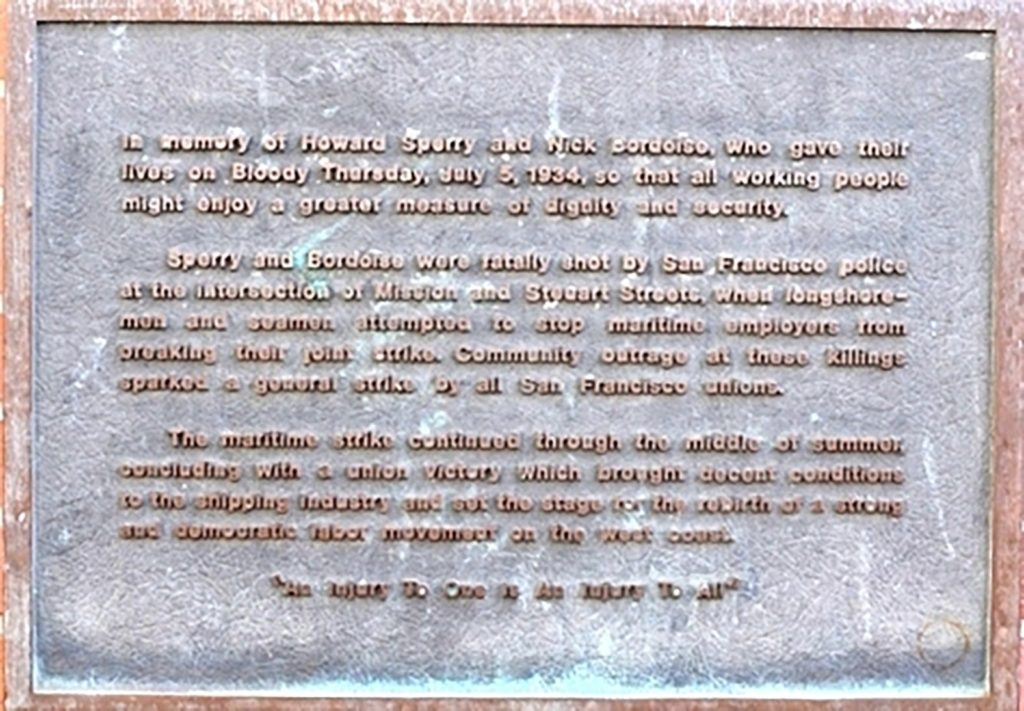 In memory of Howard Sperry and Nick Bordoise, who gave their
lives on Bloody Thursday, July 5, 1934, so that all working people
might enjoy a greater measure of dignity and security.
Sperry and Bordoise were fatally shot by San Francisco police
at the intersection of Mission and Steuart Streets, when longshore-
men and seamen attempted to stop maritime employers from
breaking their joint strike. Community outrage at these killings
sparked a general strike by all San Francisco unions.
The maritime strike continued through the middle of summer,
concluding with a union victory which brought decent conditions
to the shipping industry and set the stage for the rebirth of a strong
and democratic labor movement on the west coast.
"An Injury To One Is An Injury To All"